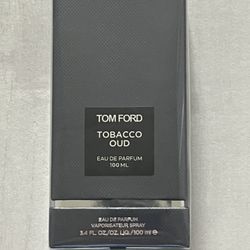 TOM FORD
TOBACCO
OUD
EAU DE PARFUM
100 ML
EAU DE PARFUM
VAPORISATEUR SPRAY
3.4 FL. OZ./OZ. LIQ./100 ml ℮